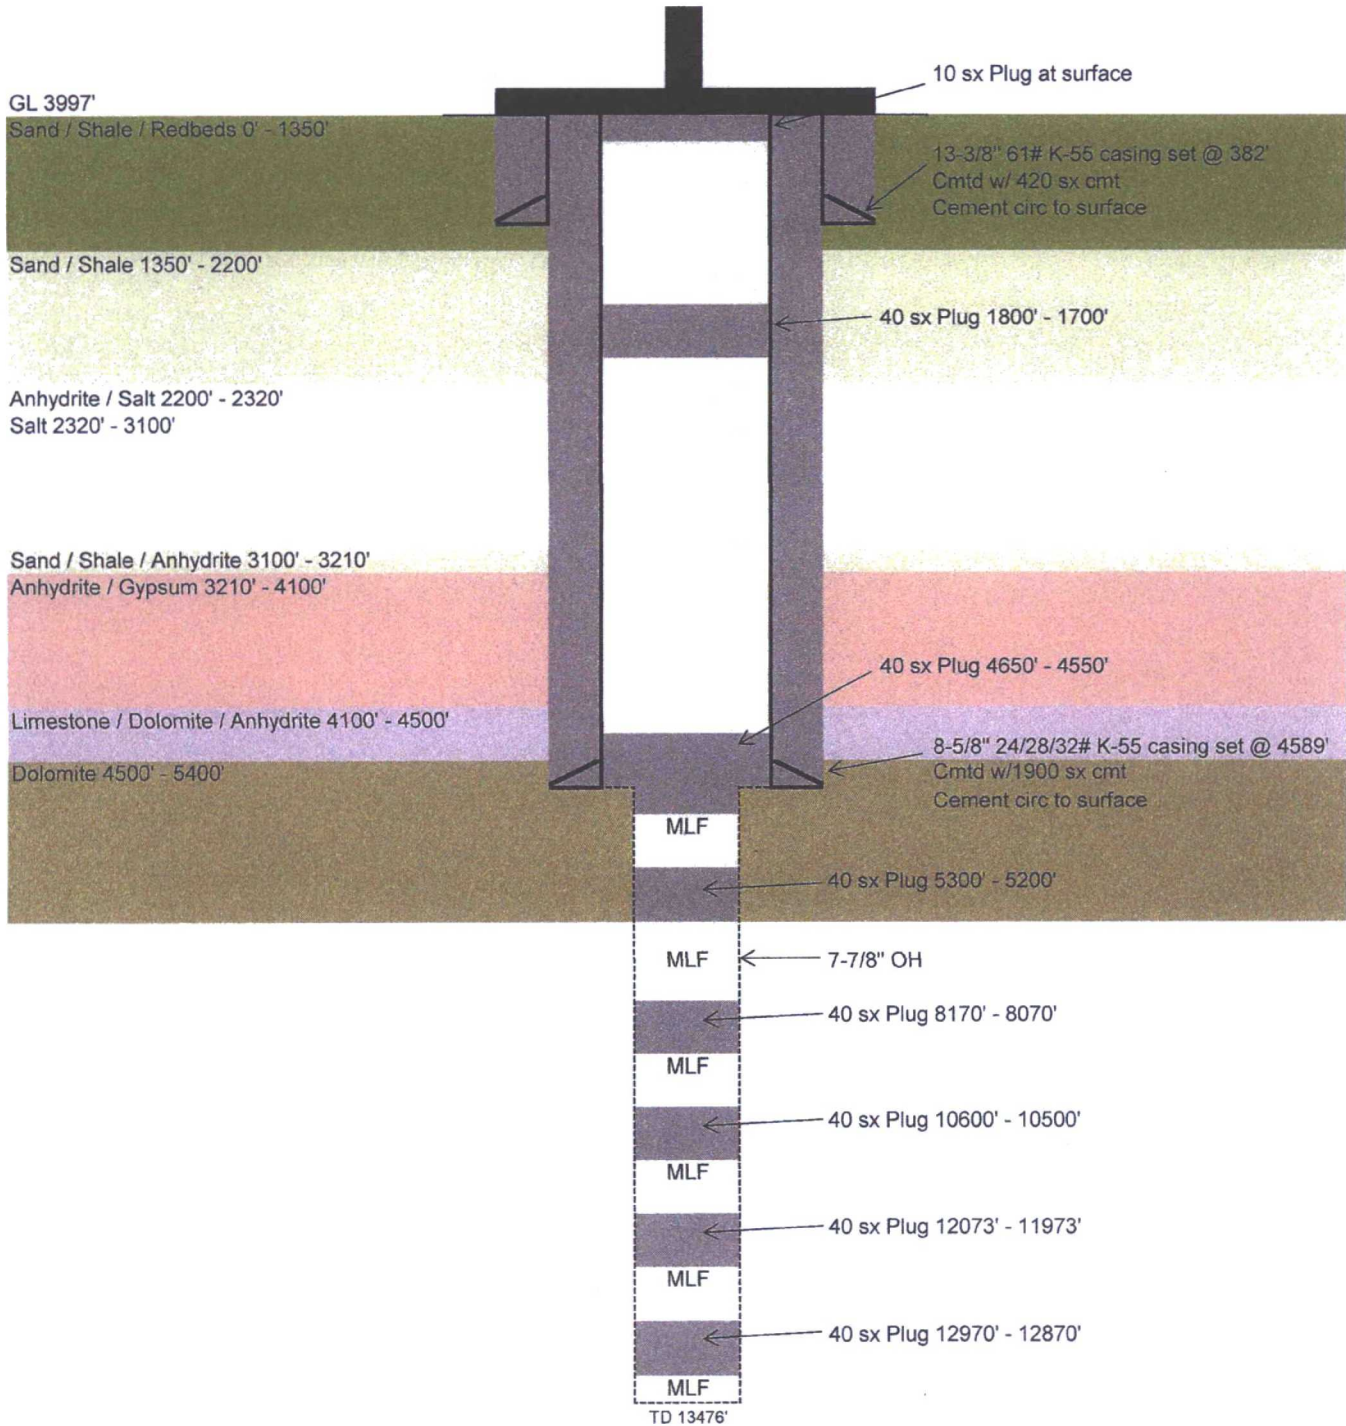 10 sx Plug at surface
GL 3997'
Sand / Shale / Redbeds 0' - 1350'
13-3/8" 61# K-55 casing set @ 382'
Cmtd w/ 420 sx cmt
Cement circ to surface
Sand / Shale 1350' - 2200'
40 sx Plug 1800' - 1700'
Anhydrite / Salt 2200' - 2320'
Salt 2320' - 3100'
Sand / Shale / Anhydrite 3100' - 3210'
Anhydrite / Gypsum 3210' - 4100'
40 sx Plug 4650' - 4550'
Limestone / Dolomite / Anhydrite 4100' - 4500'
8-5/8" 24/28/32# K-55 casing set @ 4589'
Cmtd w/1900 sx cmt
Cement circ to surface
Dolomite 4500' - 5400'
MLF
40 sx Plug 5300' - 5200'
MLF
7-7/8" OH
40 sx Plug 8170' - 8070'
MLF
40 sx Plug 10600' - 10500'
MLF
40 sx Plug 12073' - 11973'
MLF
40 sx Plug 12970' - 12870'
MLF
TD 13476'